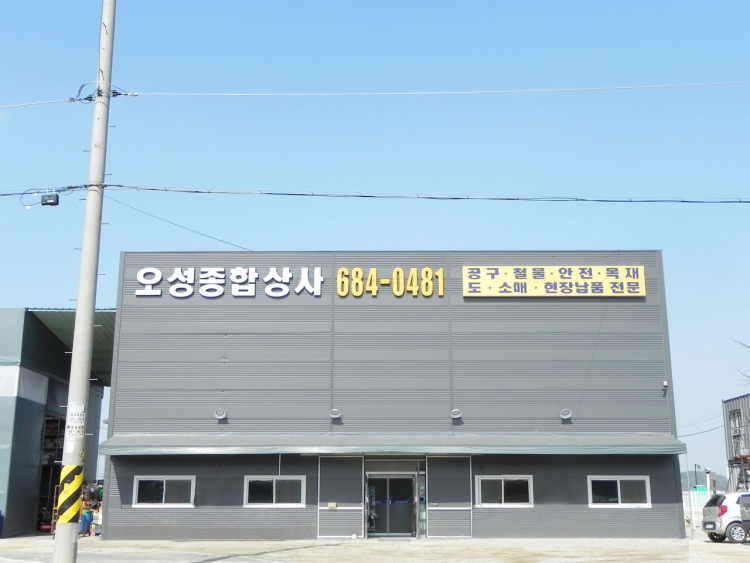 오성종합상사 684-0481
공구·철물·안전·목재
도·소매·현장납품 전문